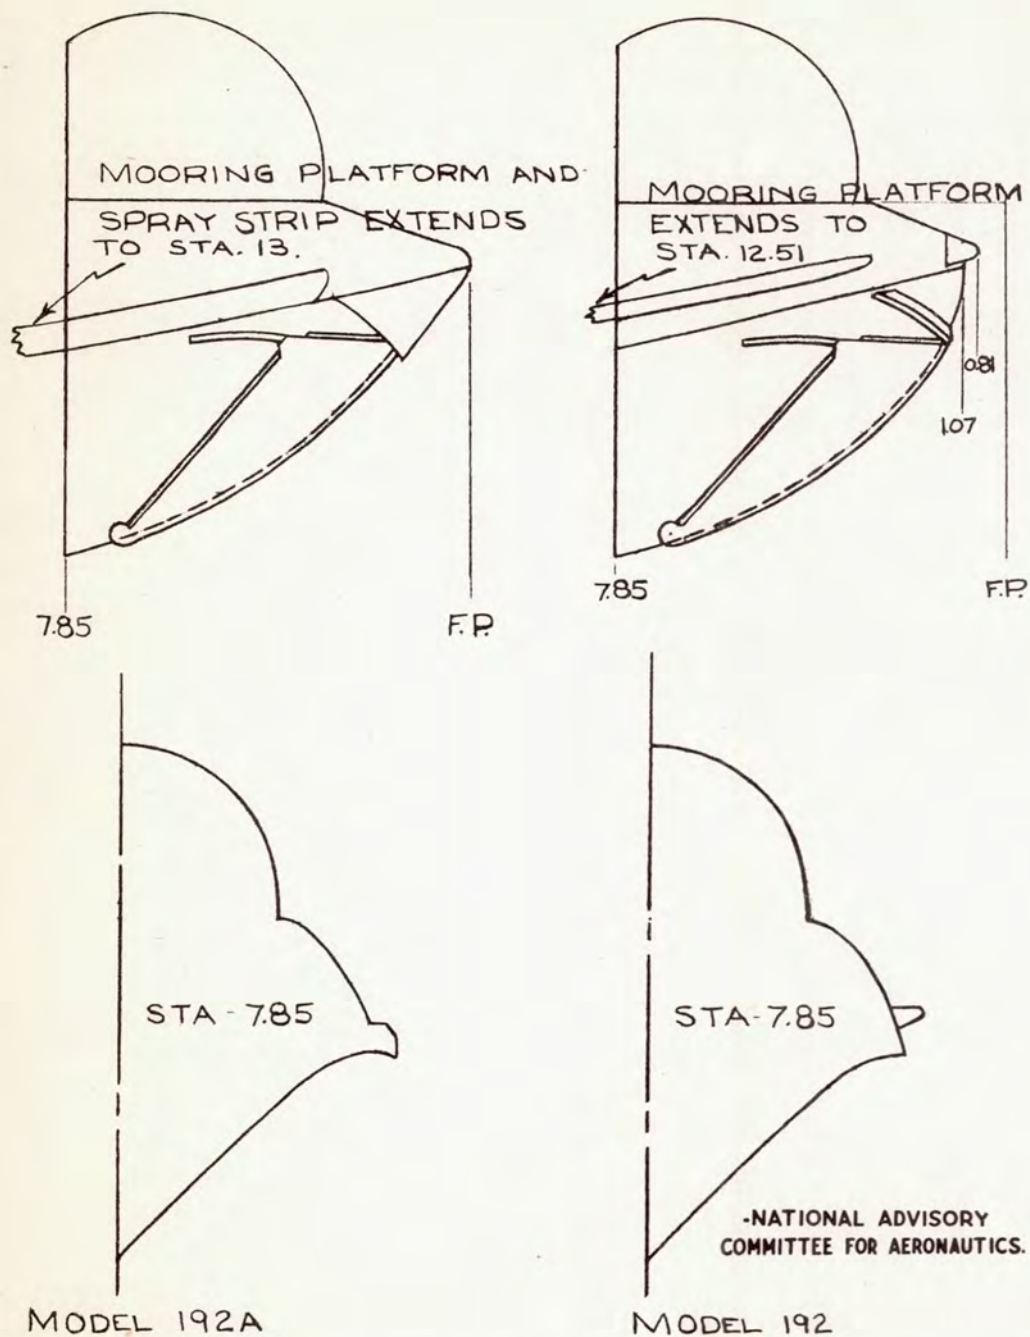 MOORING PLATFORM AND
SPRAY STRIP EXTENDS
TO STA. 13.
7.85
F.P.
MOORING PLATFORM
EXTENDS TO
STA. 12.51
0.81
1.07
7.85
F.P.
STA - 7.85
MODEL 192A
STA - 7.85
-NATIONAL ADVISORY
COMMITTEE FOR AERONAUTICS.
MODEL 192